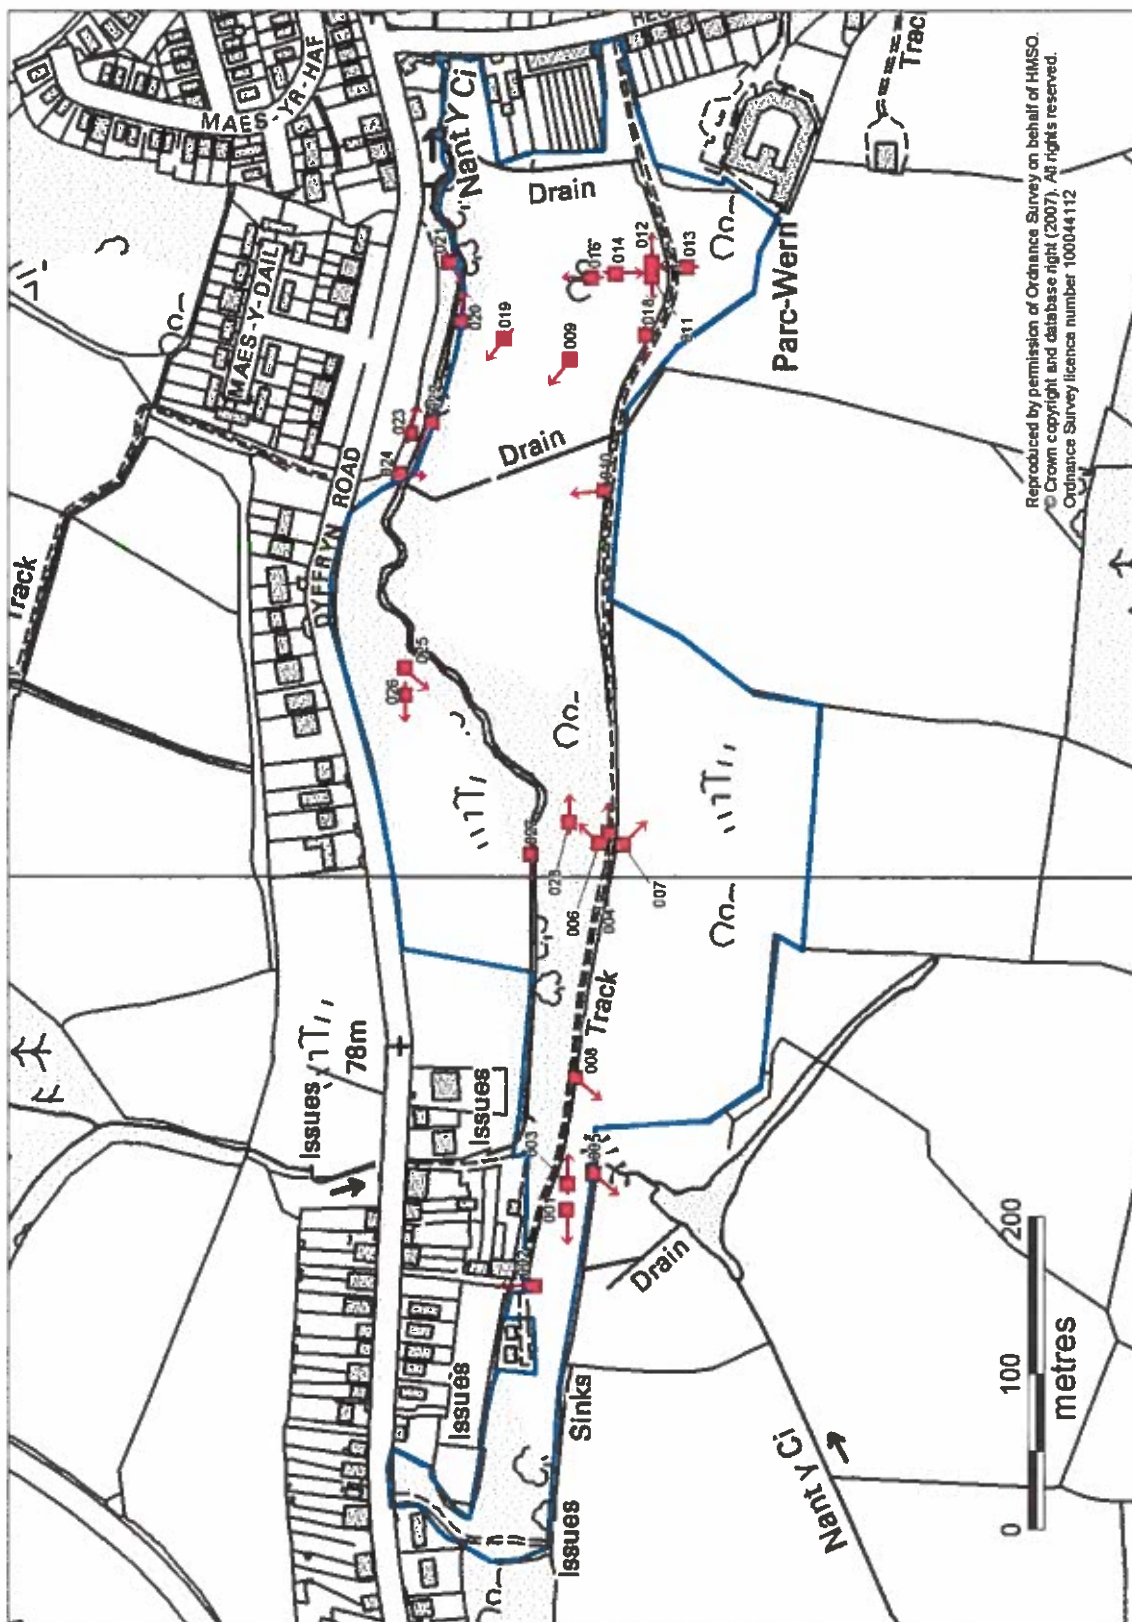 MAES-YR-HAF
Nant Y Ci
Track
Track
MAES-Y-DAIL
Drain
021
020
019
016
014
012
013
018
011
009
Parc-Wern
Reproduced by permission of Ordnance Survey on behalf of HMSO.
© Crown copyright and database right (2007). All rights reserved.
Ordnance Survey licence number 100044112
023
024
DYFFRYN ROAD
Drain
025
026
028
006
004
007
Issues
78m
Issues
008
Track
003
001
005
Drain
Issues
Sinks
Issues
Nant y Ci
0
100
200
metres